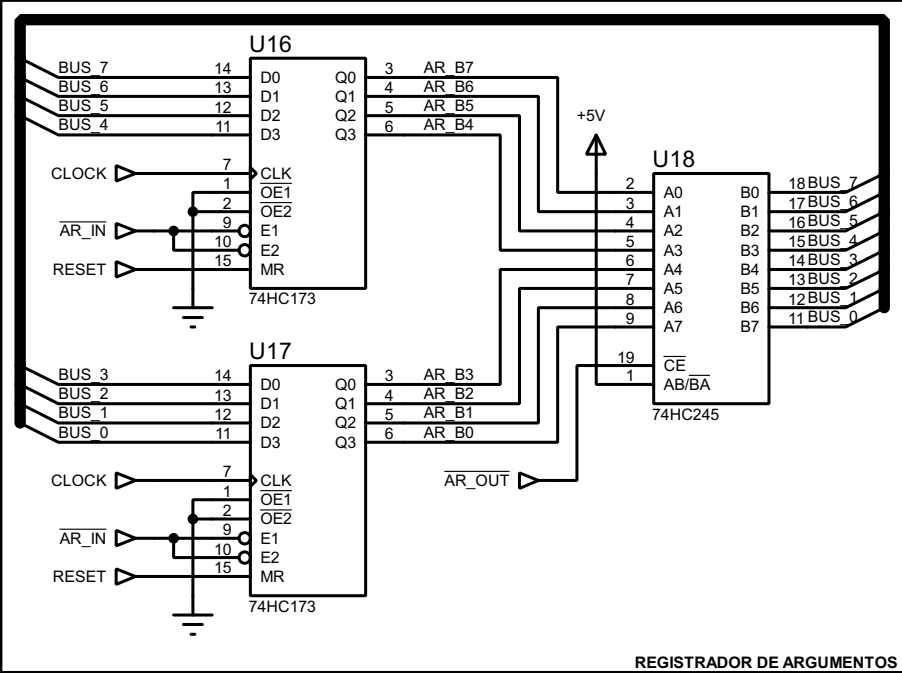 U16
BUS_7 14 D0 Q0 3 AR_B7
BUS_6 13 D1 Q1 4 AR_B6
BUS_5 12 D2 Q2 5 AR_B5
BUS_4 11 D3 Q3 6 AR_B4
CLOCK 7 CLK
1 OE1
2 OE2
AR_IN 9 E1
10 E2
RESET 15 MR
74HC173
+5V
U18
2 A0 B0 18 BUS_7
3 A1 B1 17 BUS_6
4 A2 B2 16 BUS_5
5 A3 B3 15 BUS_4
6 A4 B4 14 BUS_3
7 A5 B5 13 BUS_2
8 A6 B6 12 BUS_1
9 A7 B7 11 BUS_0
19 CE
1 AB/BA
74HC245
U17
BUS_3 14 D0 Q0 3 AR_B3
BUS_2 13 D1 Q1 4 AR_B2
BUS_1 12 D2 Q2 5 AR_B1
BUS_0 11 D3 Q3 6 AR_B0
CLOCK 7 CLK
1 OE1
2 OE2
AR_IN 9 E1
10 E2
RESET 15 MR
74HC173
AR_OUT
REGISTRADOR DE ARGUMENTOS